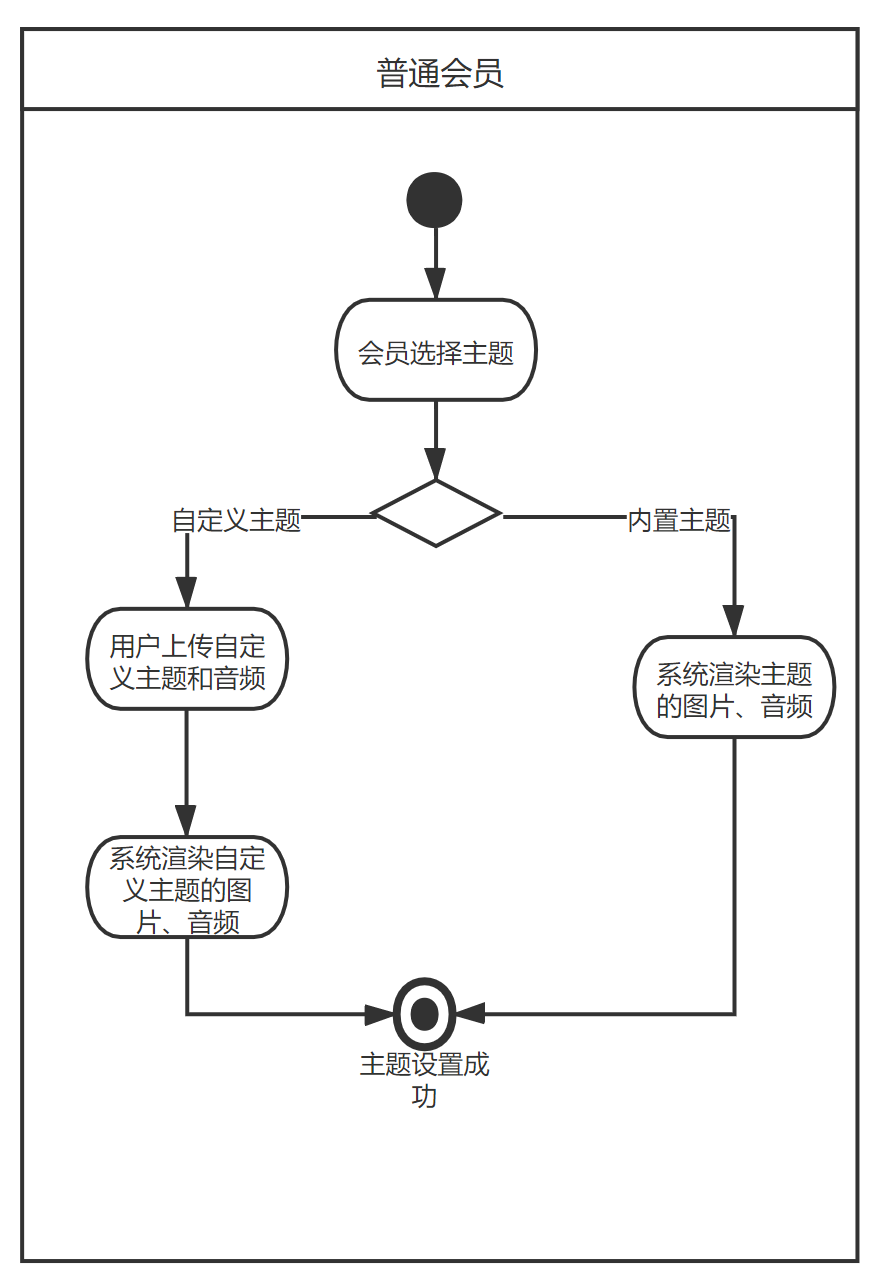 普通会员
会员选择主题
自定义主题
内置主题
用户上传自定
义主题和音频
系统渲染主题
的图片、音频
系统渲染自定
义主题的图
片、音频
主题设置成
功